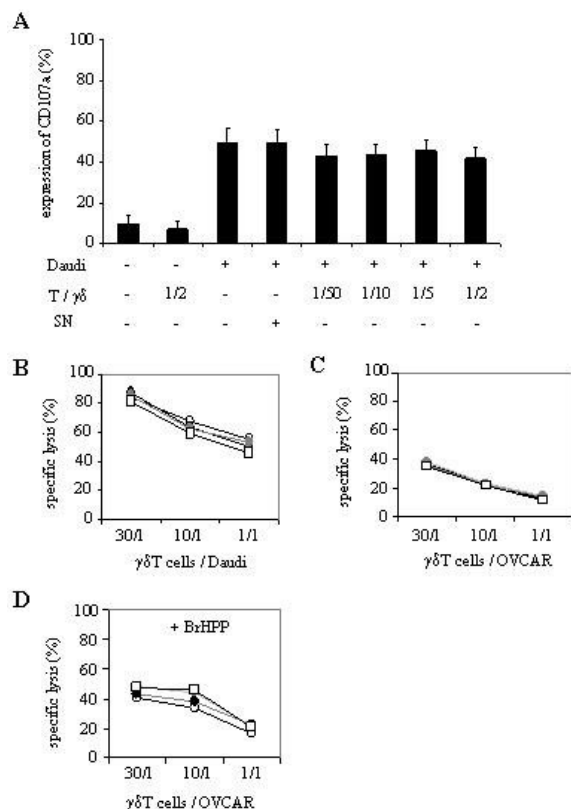 A
expression of CD107a (%)
100
80
60
40
20
0
Daudi - - + + + + + +
T / γδ - 1/2 - - 1/50 1/10 1/5 1/2
SN - - - + - - - -
B
specific lysis (%)
100
80
60
40
20
0
30/1 10/1 1/1
γδT cells / Daudi
C
specific lysis (%)
100
80
60
40
20
0
30/1 10/1 1/1
γδT cells / OVCAR
D
+ BrHPP
specific lysis (%)
100
80
60
40
20
0
30/1 10/1 1/1
γδT cells / OVCAR